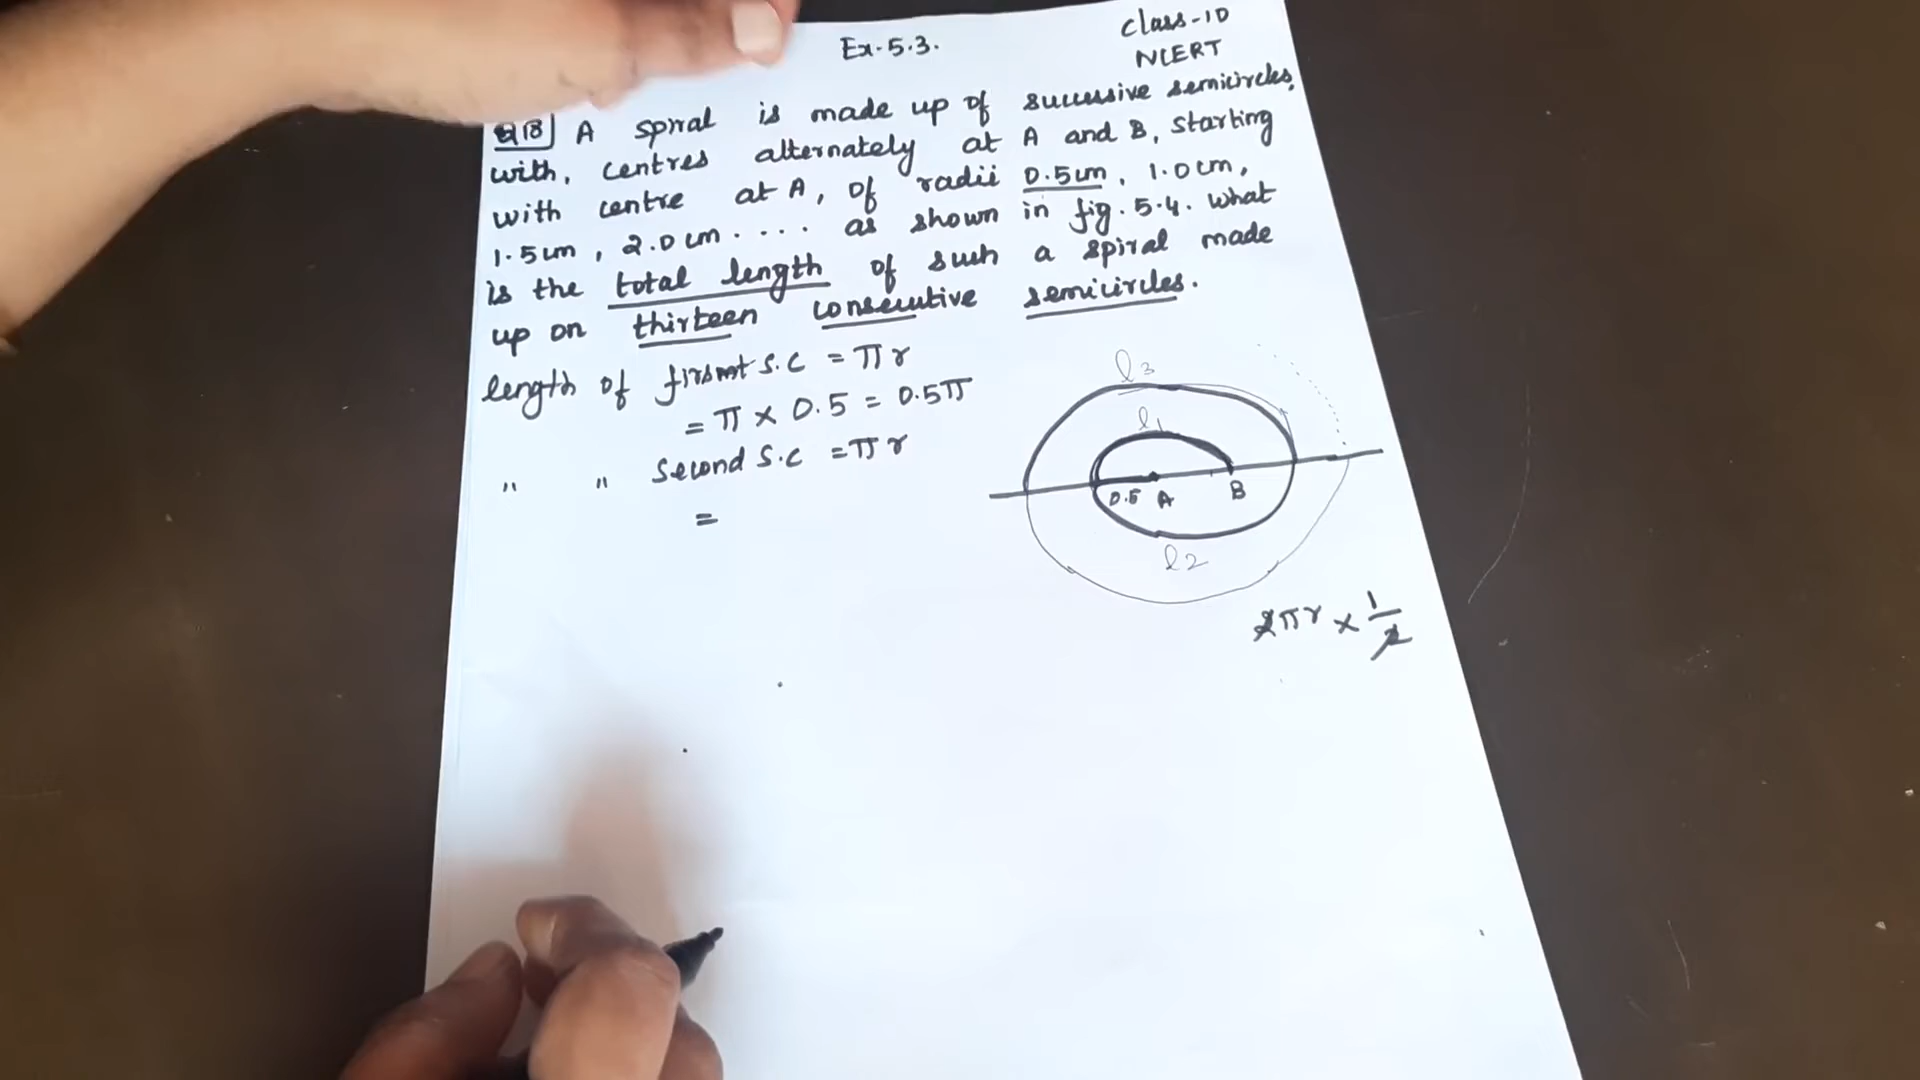 Class-10
Ex-5.3.
NCERT
Q18 A spiral is made up of successive semicircles,
with, centres alternately at A and B, starting
with centre at A, of radii 0.5cm, 1.0cm,
1.5cm, 2.0cm.... as shown in fig. 5.4. What
is the total length of such a spiral made
up on thirteen consecutive semicircles.
length of first S.C = πr
= π × 0.5 = 0.5π
" " Second S.C = πr
=
l3
l1
0.5 A B
l2
2πr × 1/2